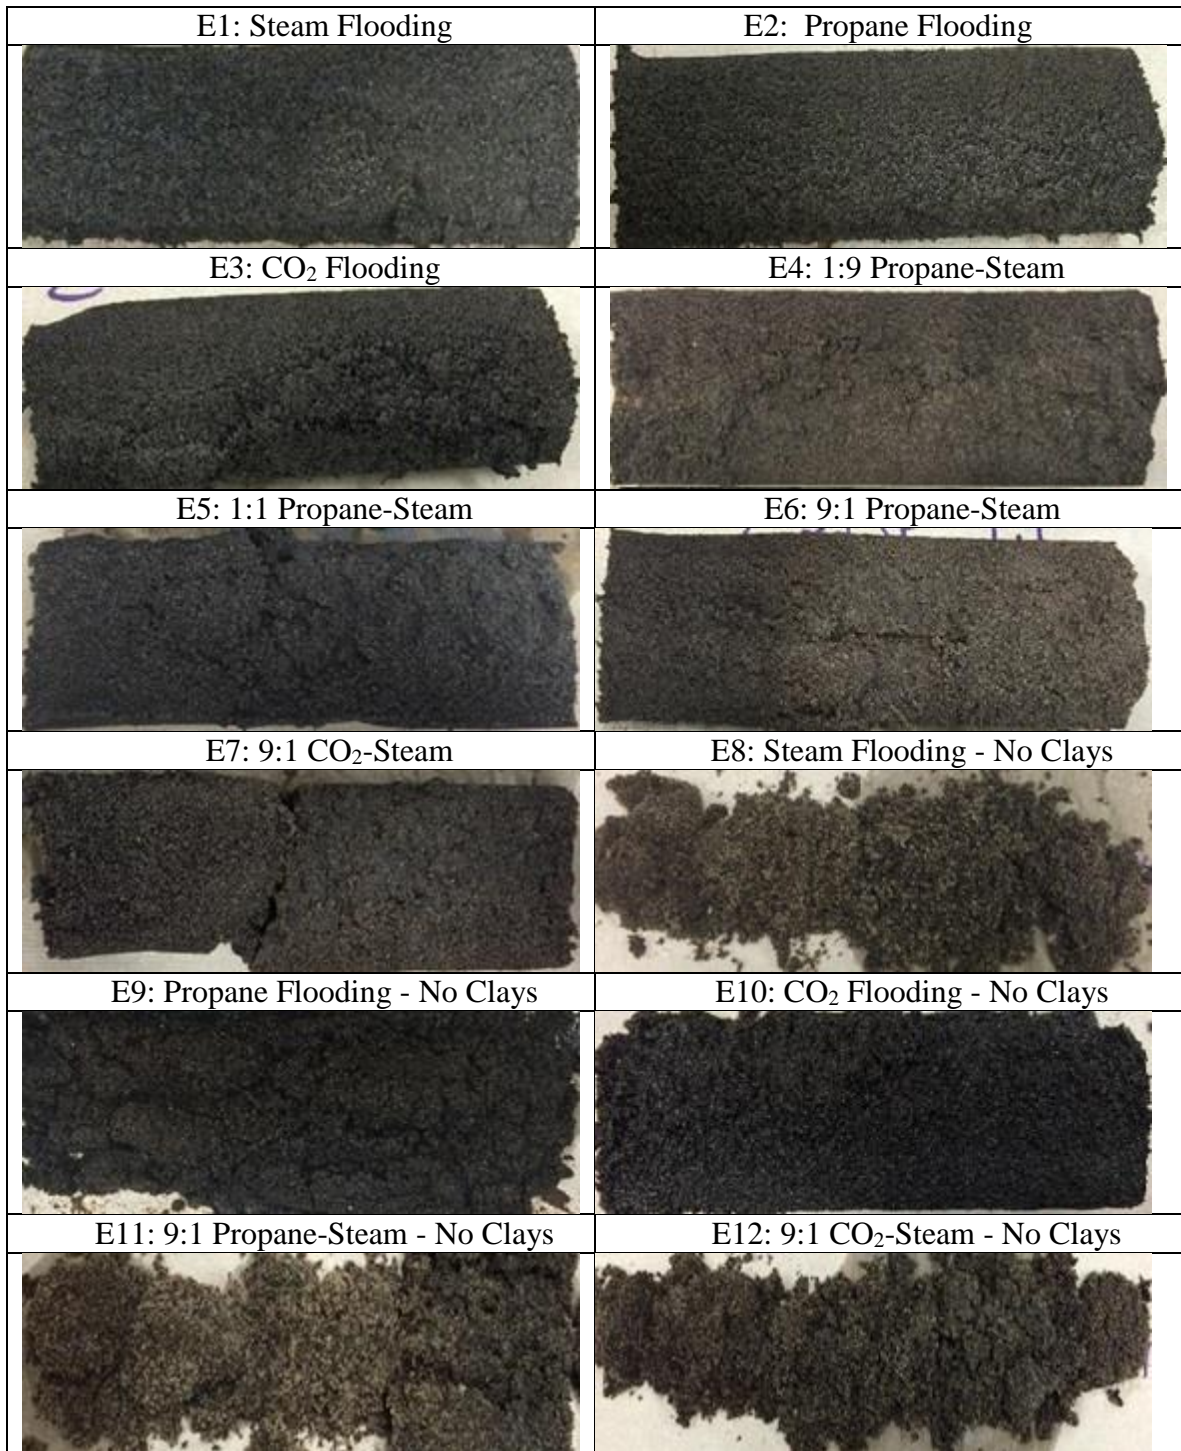 E1: Steam Flooding
E2: Propane Flooding
E3: CO₂ Flooding
E4: 1:9 Propane-Steam
E5: 1:1 Propane-Steam
E6: 9:1 Propane-Steam
E7: 9:1 CO₂-Steam
E8: Steam Flooding - No Clays
E9: Propane Flooding - No Clays
E10: CO₂ Flooding - No Clays
E11: 9:1 Propane-Steam - No Clays
E12: 9:1 CO₂-Steam - No Clays